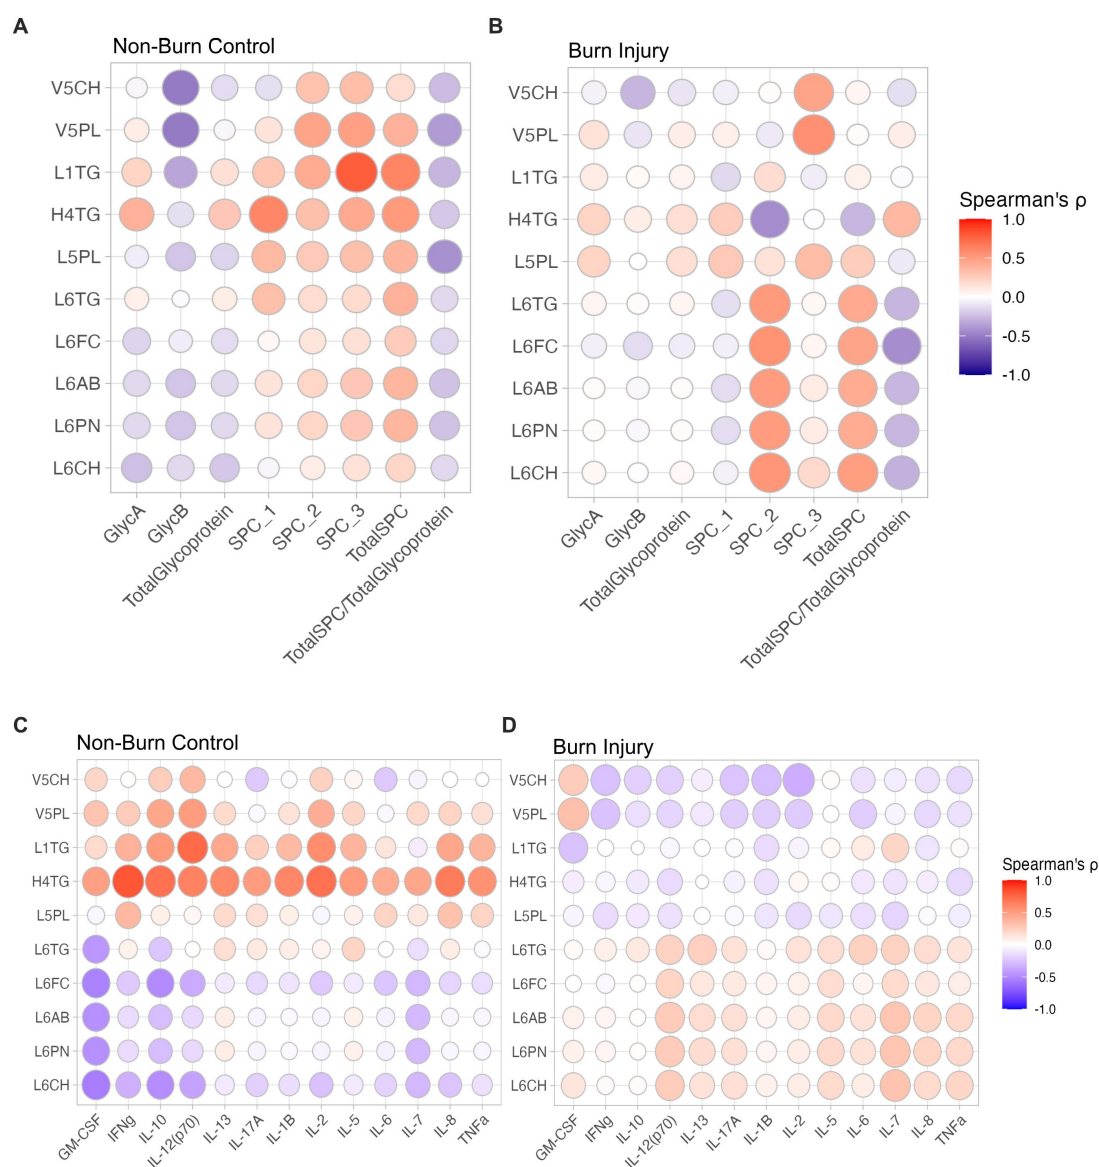 A
Non-Burn Control
V5CH
V5PL
L1TG
H4TG
L5PL
L6TG
L6FC
L6AB
L6PN
L6CH
GlycA
GlycB
TotalGlycoprotein
SPC_1
SPC_2
SPC_3
TotalSPC
TotalSPC/TotalGlycoprotein
B
Burn Injury
V5CH
V5PL
L1TG
H4TG
L5PL
L6TG
L6FC
L6AB
L6PN
L6CH
GlycA
GlycB
TotalGlycoprotein
SPC_1
SPC_2
SPC_3
TotalSPC
TotalSPC/TotalGlycoprotein
Spearman's ρ
1.0
0.5
0.0
-0.5
-1.0
C
Non-Burn Control
V5CH
V5PL
L1TG
H4TG
L5PL
L6TG
L6FC
L6AB
L6PN
L6CH
GM-CSF
IFNg
IL-10
IL-12(p70)
IL-13
IL-17A
IL-1B
IL-2
IL-5
IL-6
IL-7
IL-8
TNFa
D
Burn Injury
V5CH
V5PL
L1TG
H4TG
L5PL
L6TG
L6FC
L6AB
L6PN
L6CH
GM-CSF
IFNg
IL-10
IL-12(p70)
IL-13
IL-17A
IL-1B
IL-2
IL-5
IL-6
IL-7
IL-8
TNFa
Spearman's ρ
1.0
0.5
0.0
-0.5
-1.0